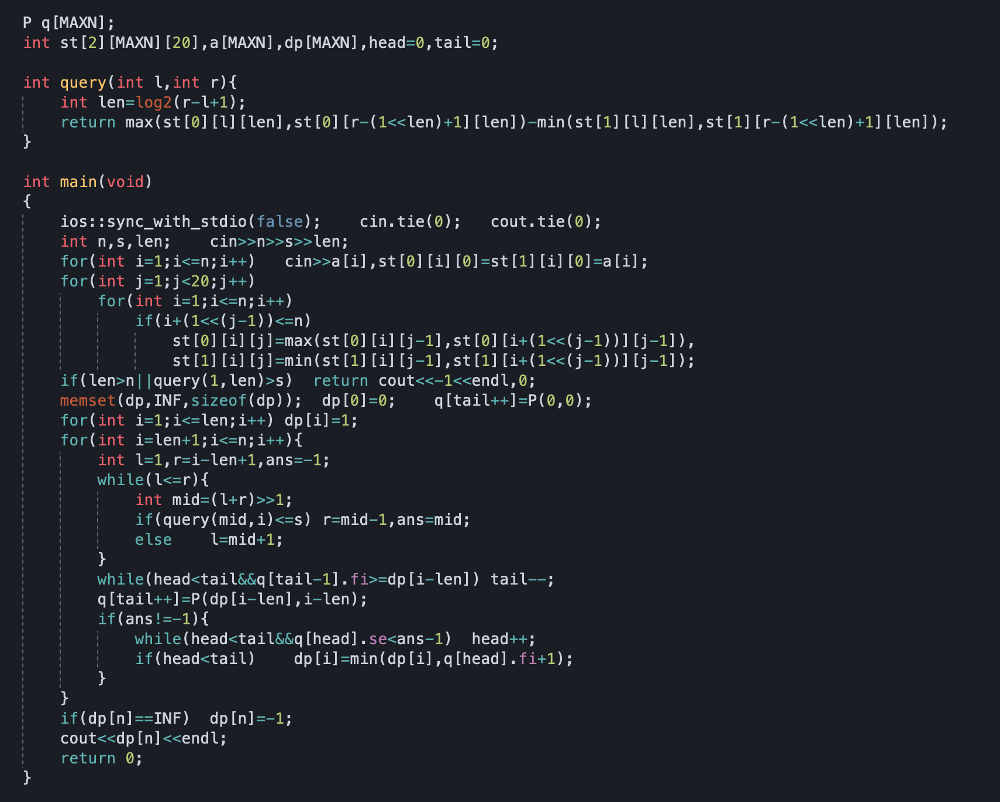 P q[MAXN];
int st[2][MAXN][20],a[MAXN],dp[MAXN],head=0,tail=0;

int query(int l,int r){
    int len=log2(r-l+1);
    return max(st[0][l][len],st[0][r-(1<<len)+1][len])-min(st[1][l][len],st[1][r-(1<<len)+1][len]);
}

int main(void)
{
    ios::sync_with_stdio(false);    cin.tie(0);   cout.tie(0);
    int n,s,len;    cin>>n>>s>>len;
    for(int i=1;i<=n;i++)   cin>>a[i],st[0][i][0]=st[1][i][0]=a[i];
    for(int j=1;j<20;j++)
        for(int i=1;i<=n;i++)
            if(i+(1<<(j-1))<=n)
                st[0][i][j]=max(st[0][i][j-1],st[0][i+(1<<(j-1))][j-1]),
                st[1][i][j]=min(st[1][i][j-1],st[1][i+(1<<(j-1))][j-1]);
    if(len>n||query(1,len)>s)  return cout<<-1<<endl,0;
    memset(dp,INF,sizeof(dp));  dp[0]=0;    q[tail++]=P(0,0);
    for(int i=1;i<=len;i++) dp[i]=1;
    for(int i=len+1;i<=n;i++){
        int l=1,r=i-len+1,ans=-1;
        while(l<=r){
            int mid=(l+r)>>1;
            if(query(mid,i)<=s) r=mid-1,ans=mid;
            else    l=mid+1;
        }
        while(head<tail&&q[tail-1].fi>=dp[i-len]) tail--;
        q[tail++]=P(dp[i-len],i-len);
        if(ans!=-1){
            while(head<tail&&q[head].se<ans-1)  head++;
            if(head<tail)    dp[i]=min(dp[i],q[head].fi+1);
        }
    }
    if(dp[n]==INF)  dp[n]=-1;
    cout<<dp[n]<<endl;
    return 0;
}